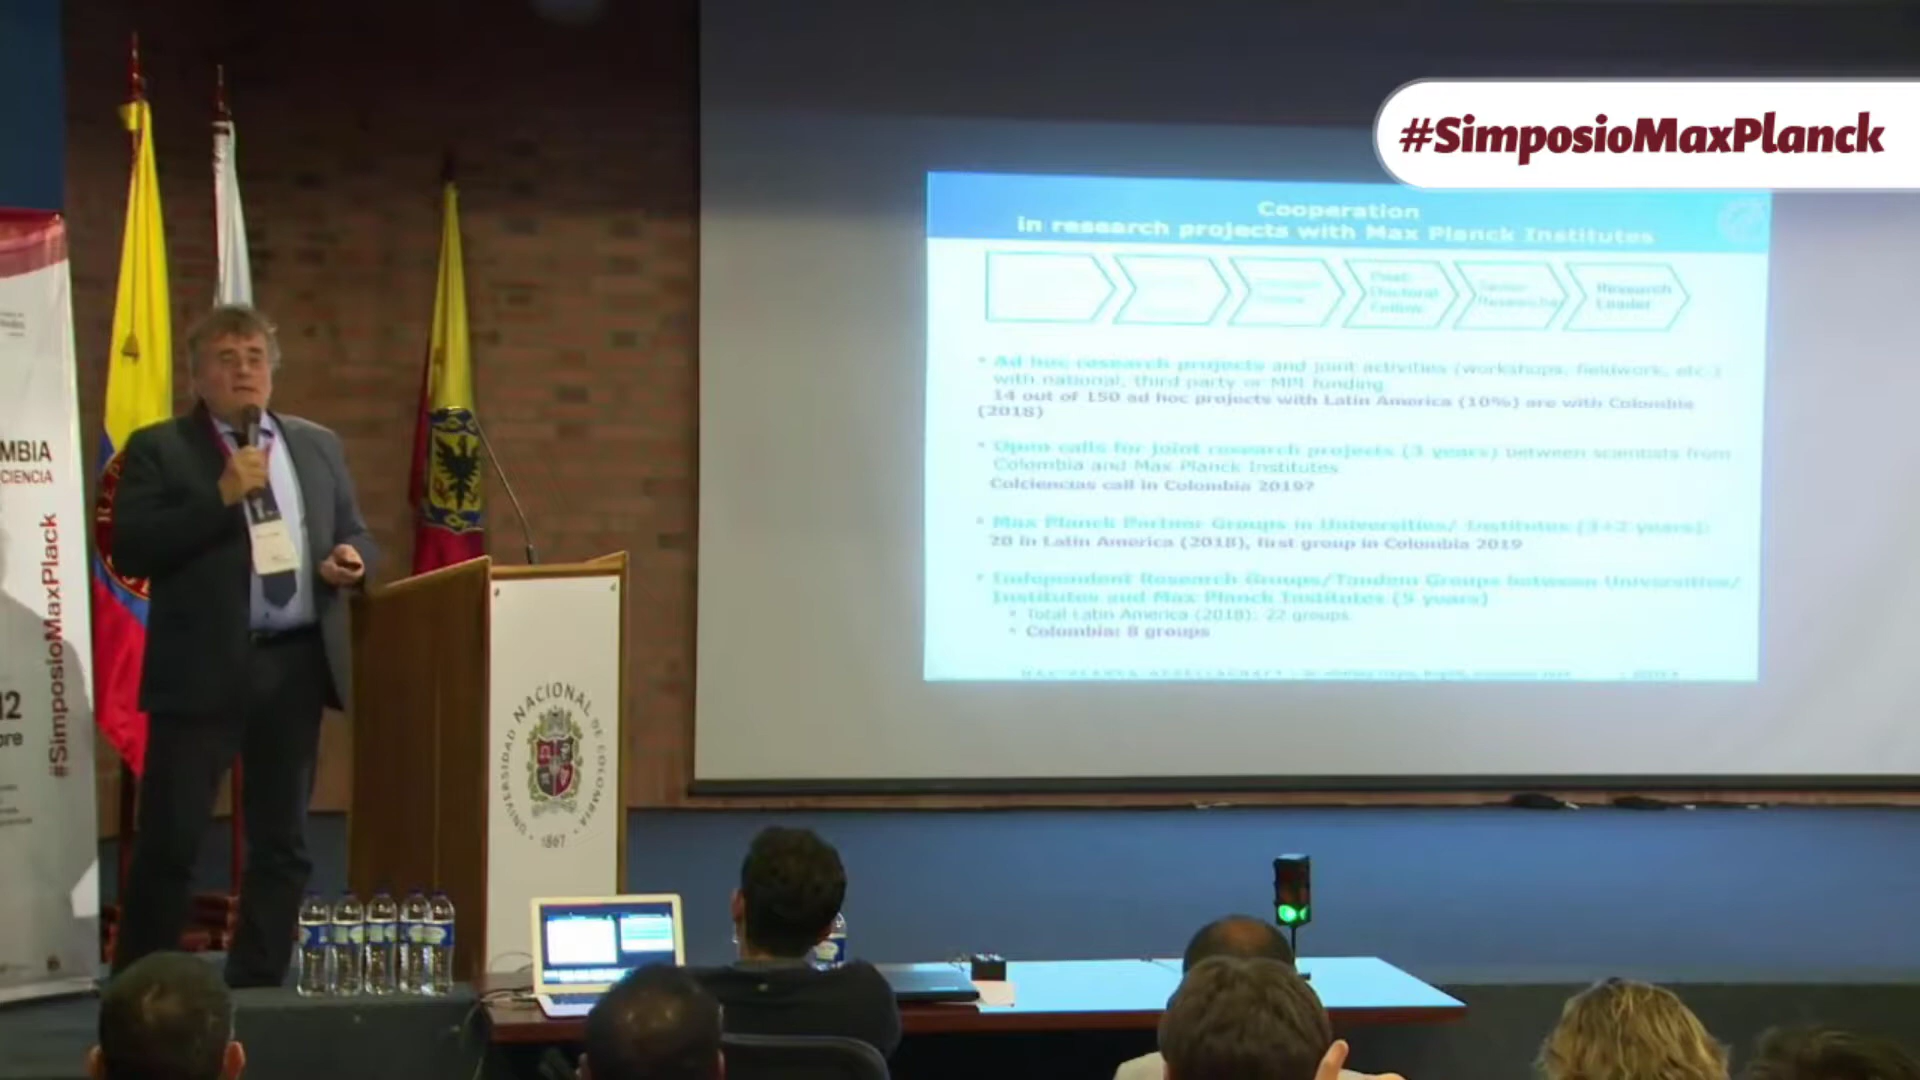 #SimposioMaxPlanck
Cooperation
in research projects with Max Planck Institutes
Post-
Doctoral
Fellow
Senior
Researcher
Research
Leader
• Ad hoc research projects and joint activities (workshops, fieldwork, etc.)
with national, third party or MPI funding
14 out of 150 ad hoc projects with Latin America (10%) are with Colombia
(2018)
• Open calls for joint research projects (3 years) between scientists from
Colombia and Max Planck Institutes
Colciencias call in Colombia 2019?
• Max Planck Partner Groups in Universities/ Institutes (3+2 years):
20 in Latin America (2018), first group in Colombia 2019
• Independent Research Groups/Tandem Groups between Universities/
Institutes and Max Planck Institutes (5 years)
• Total Latin America (2018): 22 groups
• Colombia: 8 groups
MBIA
CIENCIA
#SimposioMaxPlack
12
bre
UNIVERSIDAD NACIONAL DE COLOMBIA
1867